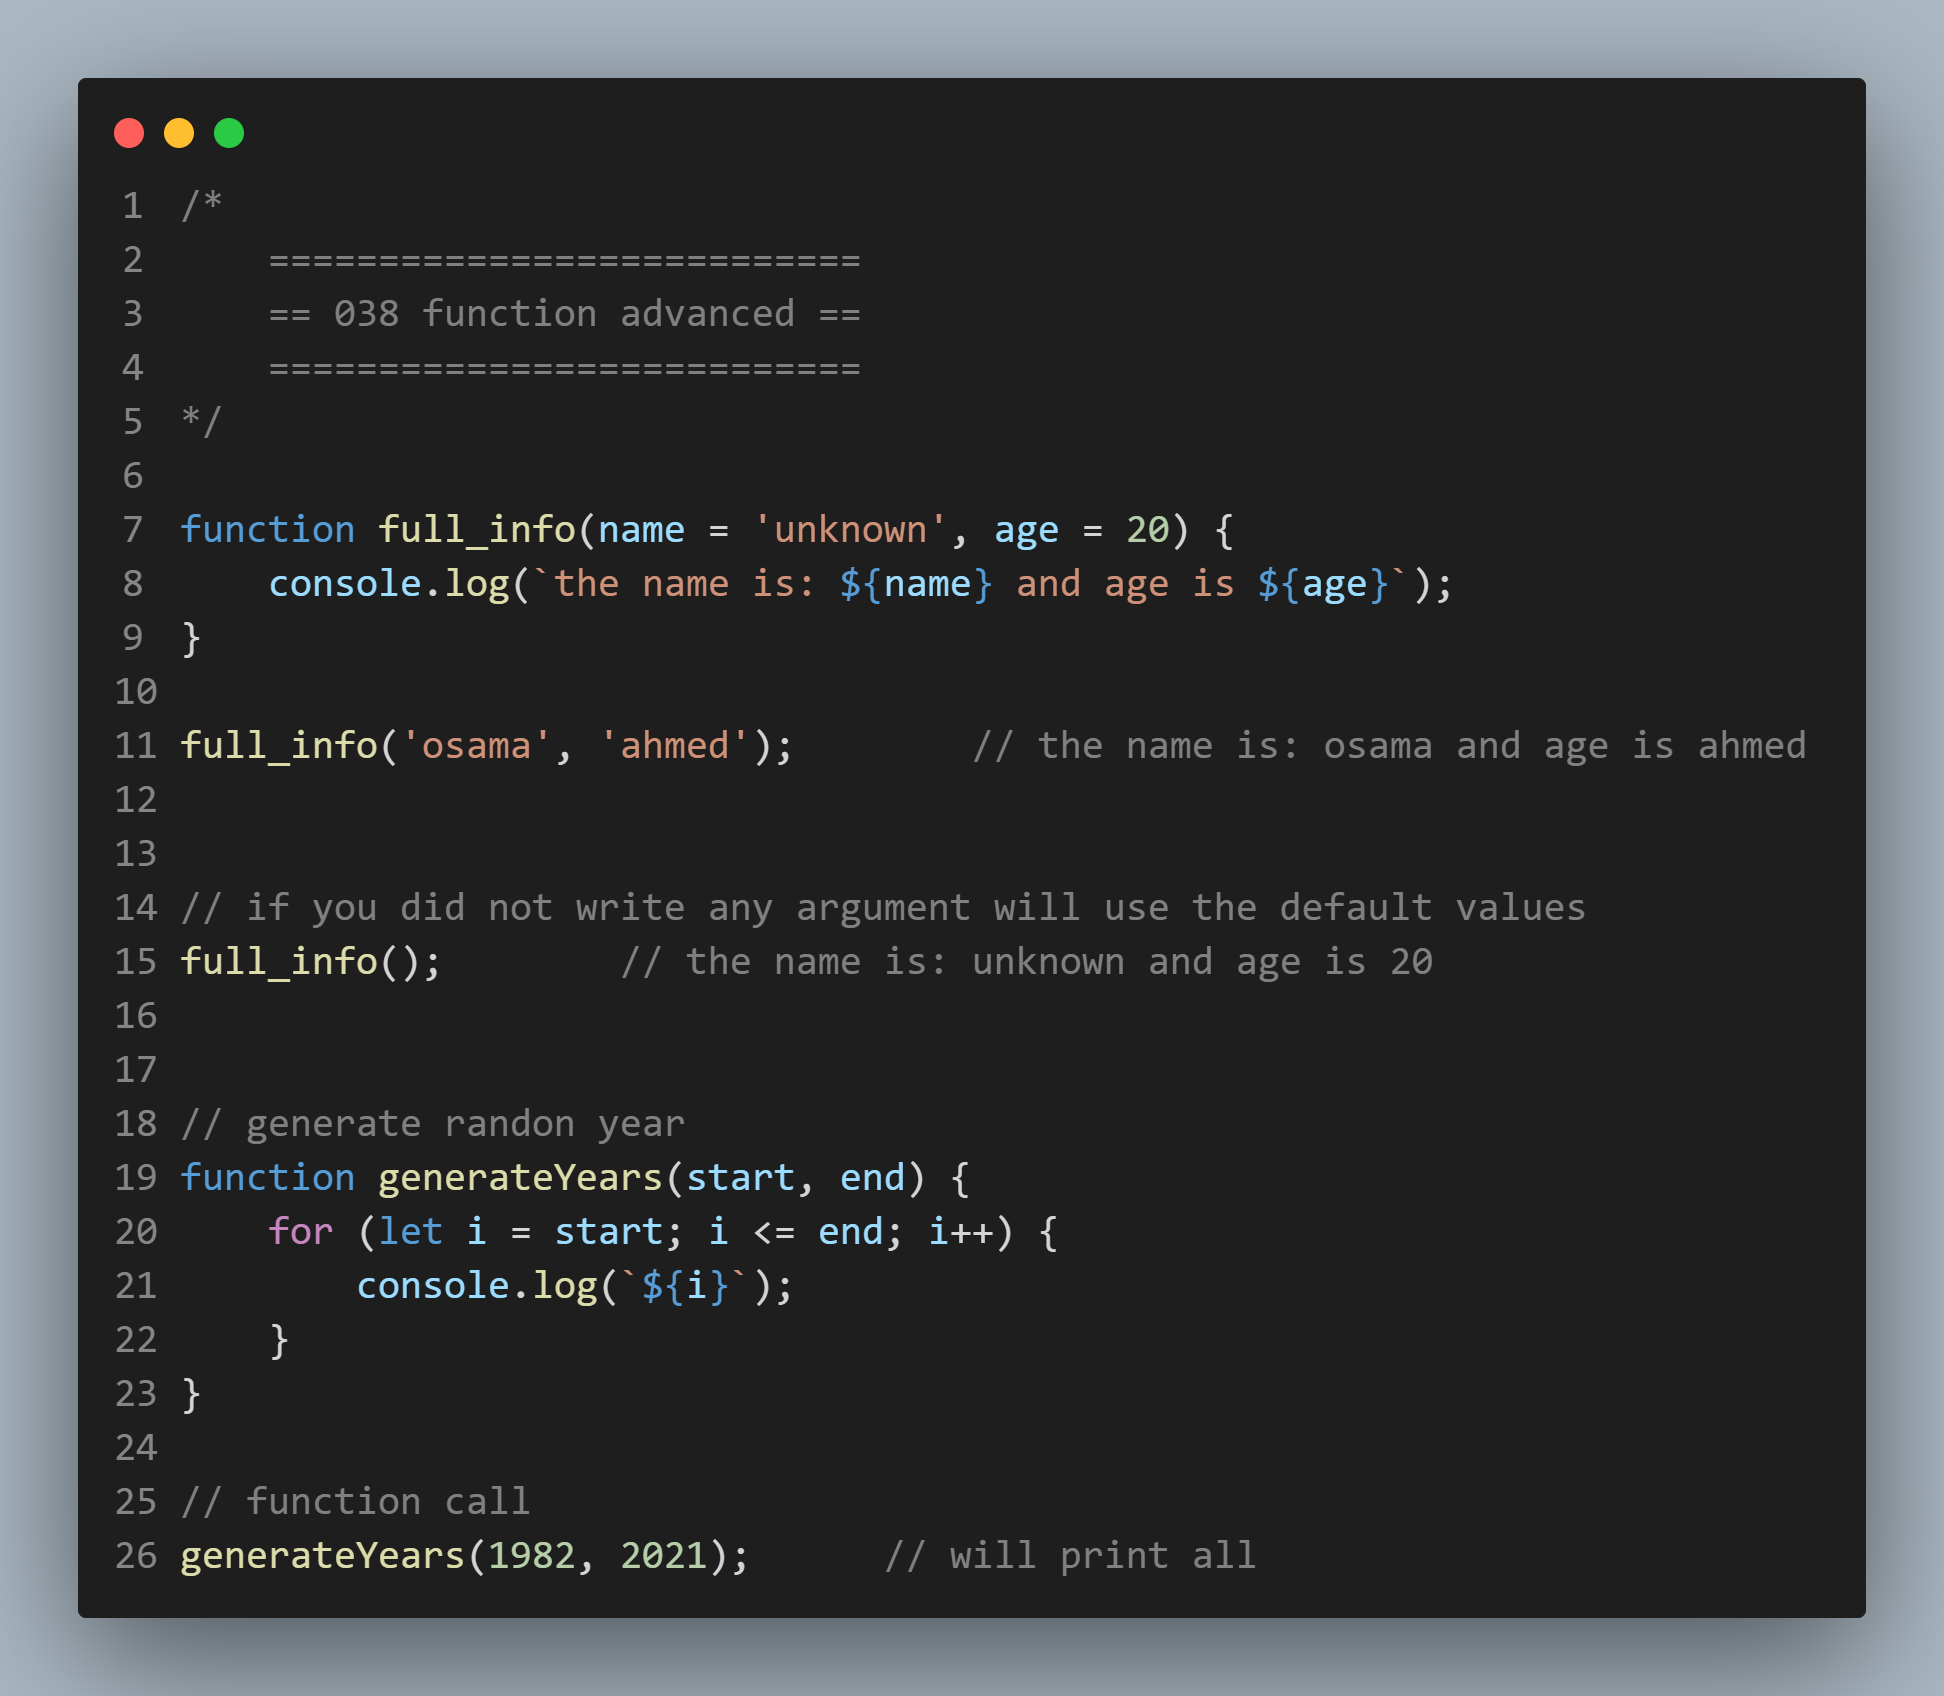 1 /*
2     ===========================
3     == 038 function advanced ==
4     ===========================
5 */
6
7 function full_info(name = 'unknown', age = 20) {
8     console.log(`the name is: ${name} and age is ${age}`);
9 }
10
11 full_info('osama', 'ahmed');        // the name is: osama and age is ahmed
12
13
14 // if you did not write any argument will use the default values
15 full_info();        // the name is: unknown and age is 20
16
17
18 // generate randon year
19 function generateYears(start, end) {
20     for (let i = start; i <= end; i++) {
21         console.log(`${i}`);
22     }
23 }
24
25 // function call
26 generateYears(1982, 2021);      // will print all